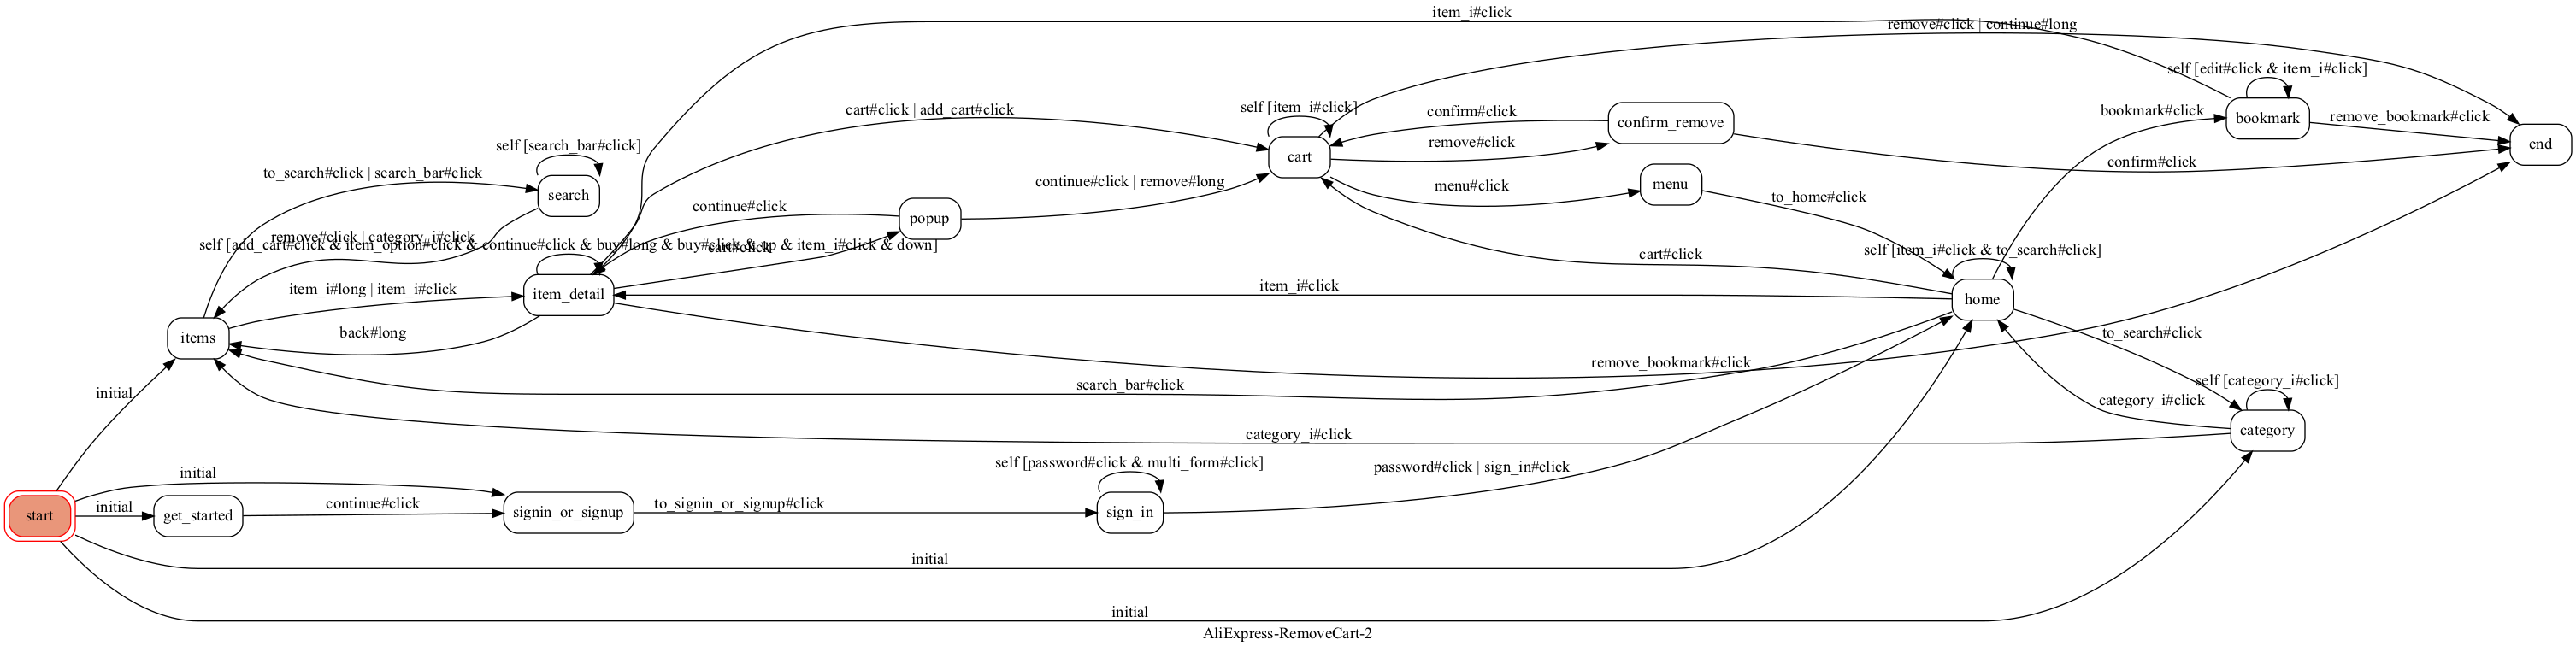 item_i#click
remove#click | continue#long
self [edit#click & item_i#click]
bookmark#click
bookmark
remove_bookmark#click
end
cart#click | add_cart#click
self [item_i#click]
cart
confirm#click
confirm_remove
remove#click
confirm#click
self [search_bar#click]
to_search#click | search_bar#click
search
continue#click | remove#long
menu#click
menu
to_home#click
continue#click
popup
remove#click | category_i#click
self [add_cart#click & item_option#click & continue#click & buy#long & buy#click & up & item_i#click & down]
cart#click
cart#click
self [item_i#click & to_search#click]
item_i#long | item_i#click
item_detail
item_i#click
home
back#long
items
to_search#click
remove_bookmark#click
search_bar#click
self [category_i#click]
initial
category_i#click
category_i#click
category
self [password#click & multi_form#click]
password#click | sign_in#click
initial
start
initial
get_started
continue#click
signin_or_signup
to_signin_or_signup#click
sign_in
initial
initial
AliExpress-RemoveCart-2